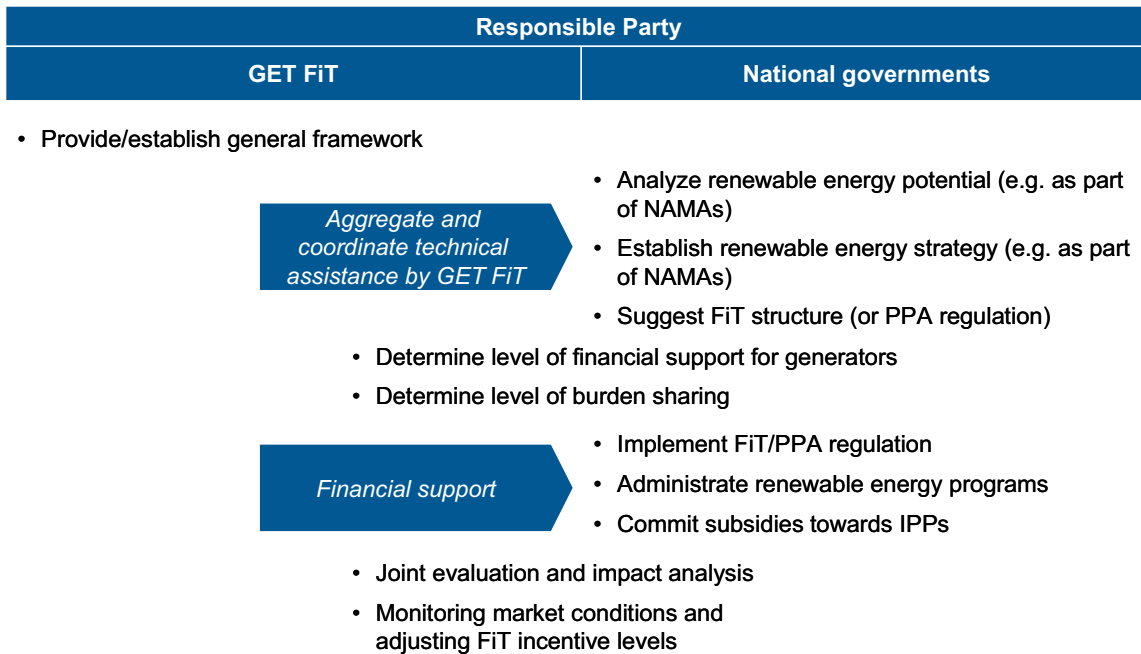 Responsible Party
GET FiT
National governments
• Provide/establish general framework
Aggregate and
coordinate technical
assistance by GET FiT
• Analyze renewable energy potential (e.g. as part
of NAMAs)
• Establish renewable energy strategy (e.g. as part
of NAMAs)
• Suggest FiT structure (or PPA regulation)
• Determine level of financial support for generators
• Determine level of burden sharing
Financial support
• Implement FiT/PPA regulation
• Administrate renewable energy programs
• Commit subsidies towards IPPs
• Joint evaluation and impact analysis
• Monitoring market conditions and
adjusting FiT incentive levels